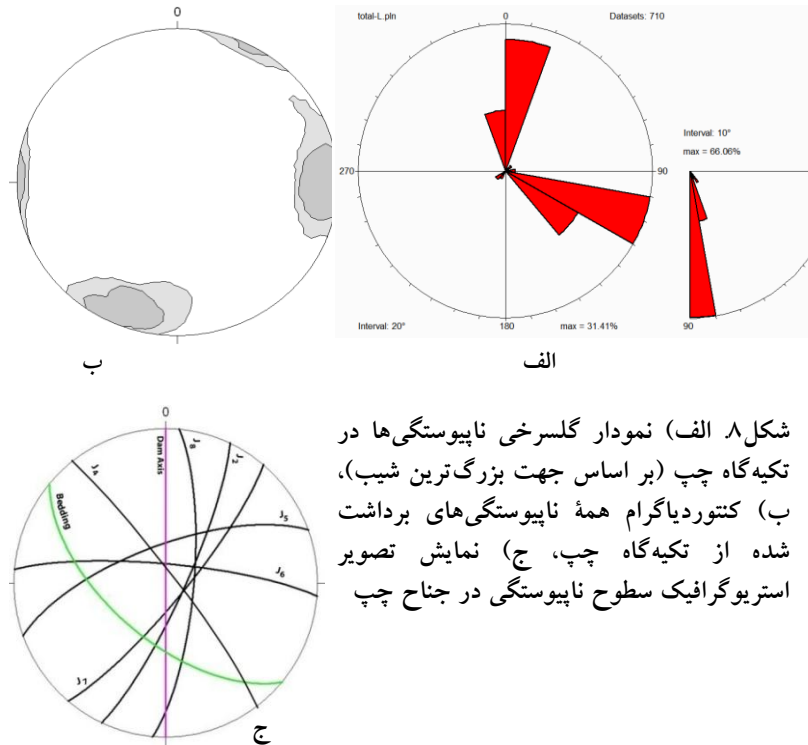 0
total-L.pln
0
Datasets: 710
Interval: 10°
max = 66.06%
270
90
Interval: 20°
180
max = 31.41%
90
ب
الف
0
Dam Axis
J4
J8
J2
Bedding
J5
J6
J7
ج
شکل۸. الف) نمودار گلسرخی ناپیوستگی‌ها در
تکیه‌گاه چپ (بر اساس جهت بزرگ‌ترین شیب)،
ب) کنتوردیاگرام همهٔ ناپیوستگی‌های برداشت
شده از تکیه‌گاه چپ، ج) نمایش تصویر
استریوگرافیک سطوح ناپیوستگی در جناح چپ